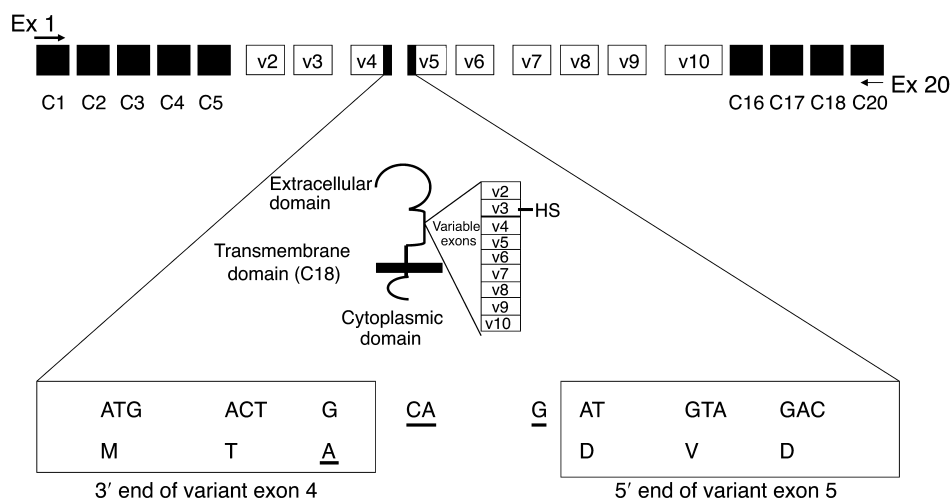 Ex 1
v2 v3 v4 v5 v6 v7 v8 v9 v10
Ex 20
C1 C2 C3 C4 C5 C16 C17 C18 C20
Extracellular
domain
v2
v3
HS
Variable
exons
v4
v5
v6
v7
v8
v9
v10
Transmembrane
domain (C18)
Cytoplasmic
domain
ATG ACT G CA G AT GTA GAC
M T A D V D
3′ end of variant exon 4
5′ end of variant exon 5